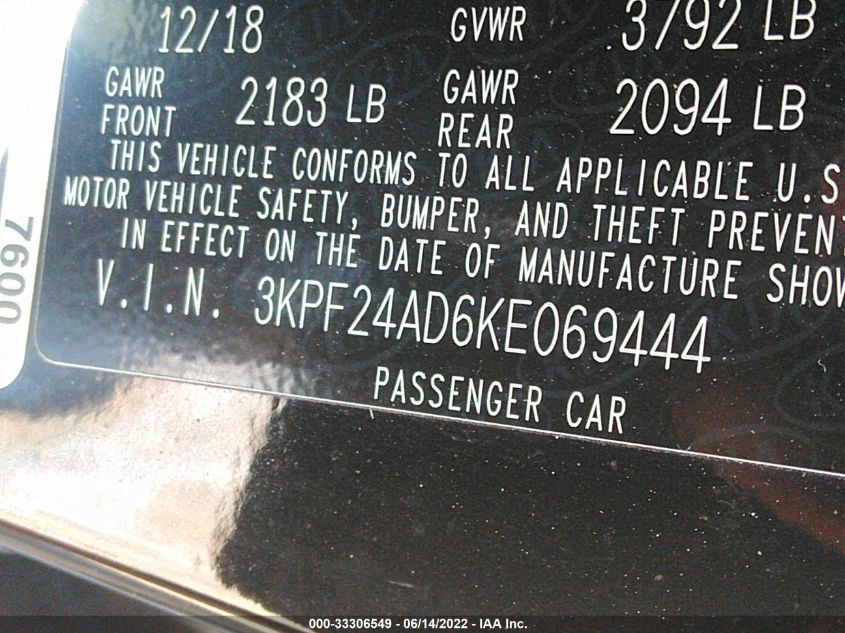 12/18 GVWR 3792 LB
GAWR FRONT 2183 LB GAWR REAR 2094 LB
THIS VEHICLE CONFORMS TO ALL APPLICABLE U.S
MOTOR VEHICLE SAFETY, BUMPER, AND THEFT PREVENT
IN EFFECT ON THE DATE OF MANUFACTURE SHOW
V.I.N. 3KPF24AD6KE069444
PASSENGER CAR
7600
000-33306549 - 06/14/2022 - IAA Inc.